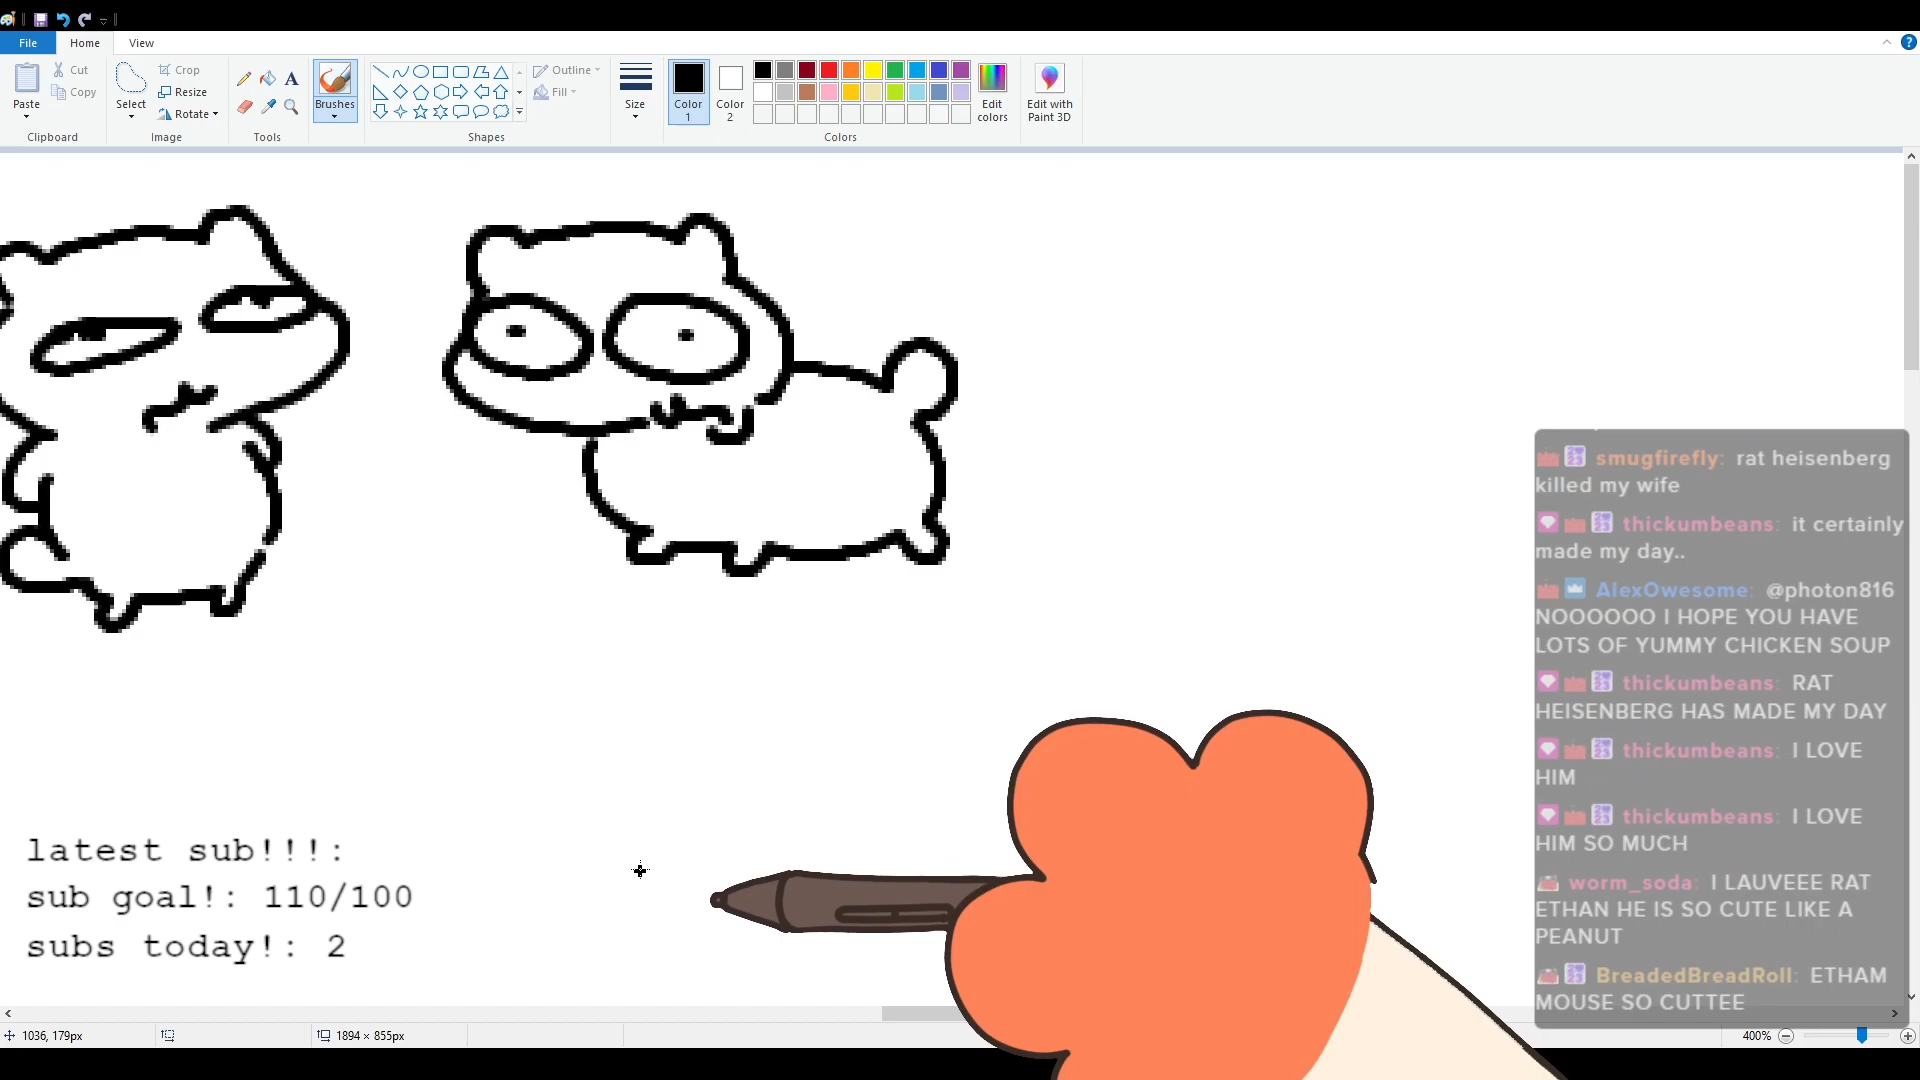 File Home View
Paste Cut Copy Select Crop Resize Rotate Brushes Outline Fill Size Color 1 Color 2 Edit colors Edit with Paint 3D
Clipboard Image Tools Shapes Colors
smugfirefly: rat heisenberg
killed my wife
thickumbeans: it certainly
made my day..
AlexOwesome: @photon816
NOOOOOO I HOPE YOU HAVE
LOTS OF YUMMY CHICKEN SOUP
thickumbeans: RAT
HEISENBERG HAS MADE MY DAY
thickumbeans: I LOVE
HIM
thickumbeans: I LOVE
HIM SO MUCH
worm_soda: I LAUVEEE RAT
ETHAN HE IS SO CUTE LIKE A
PEANUT
BreadedBreadRoll: ETHAM
MOUSE SO CUTTEE
latest sub!!!:
sub goal!: 110/100
subs today!: 2
1036, 179px 1894 × 855px 400%